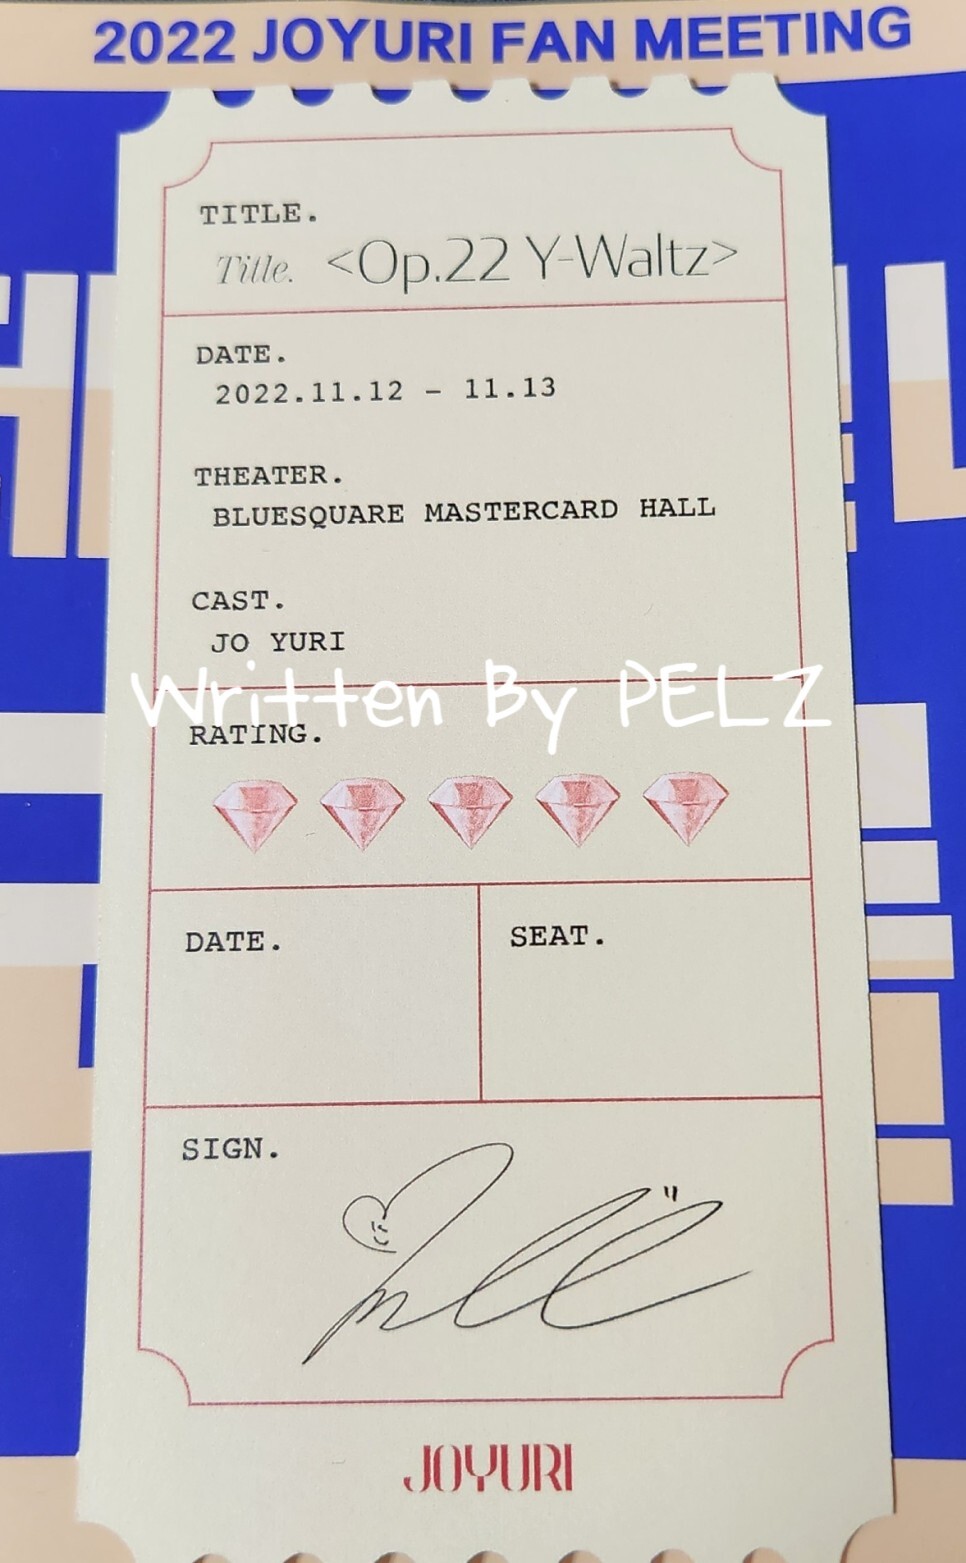 2022 JOYURI FAN MEETING
TITLE.
Title. <Op.22 Y-Waltz>
DATE.
2022.11.12 - 11.13
THEATER.
BLUESQUARE MASTERCARD HALL
CAST.
JO YURI
Written By PELZ
RATING.
DATE.
SEAT.
SIGN.
JOYURI